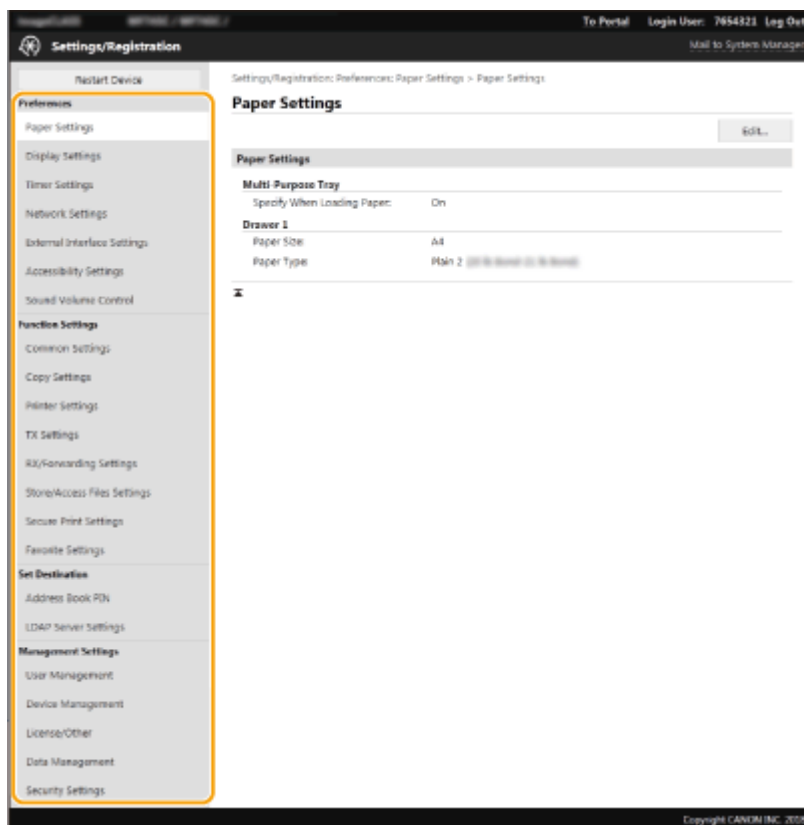 To Portal Login User: 7654321 Log Out
Settings/Registration
Mail to System Manager
Restart Device
Settings/Registration: Preferences: Paper Settings > Paper Settings
Preferences
Paper Settings
Paper Settings
Edit...
Display Settings
Paper Settings
Timer Settings
Multi-Purpose Tray
Specify When Loading Paper: On
Network Settings
Drawer 1
External Interface Settings
Paper Size: A4
Paper Type: Plain 2
Accessibility Settings
Sound Volume Control
Function Settings
Common Settings
Copy Settings
Printer Settings
TX Settings
RX/Forwarding Settings
Store/Access Files Settings
Secure Print Settings
Favorite Settings
Set Destination
Address Book PIN
LDAP Server Settings
Management Settings
User Management
Device Management
License/Other
Data Management
Security Settings
Copyright CANON INC. 2018